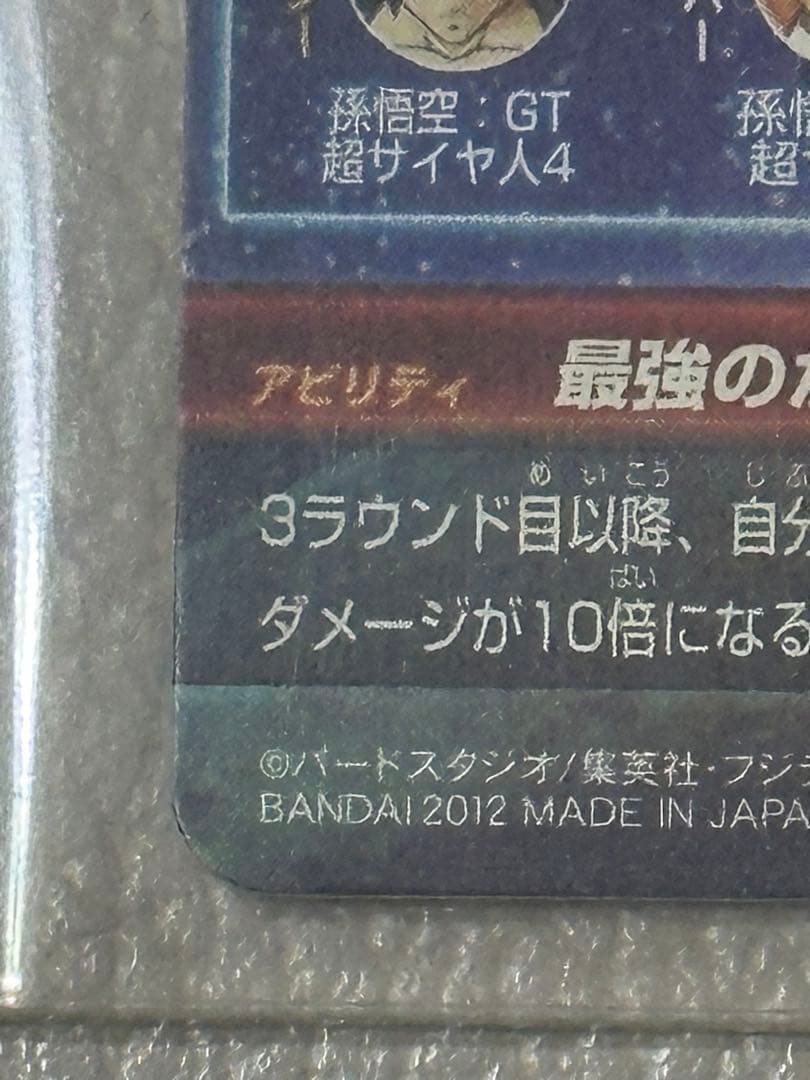 孫悟空：GT
超サイヤ人4
孫
超
アビリティ
最強の
め いこう
3ラウンド目以降、自分
ばい
ダメージが10倍になる
©バードスタジオ/集英社・フジ
BANDAI 2012 MADE IN JAPA